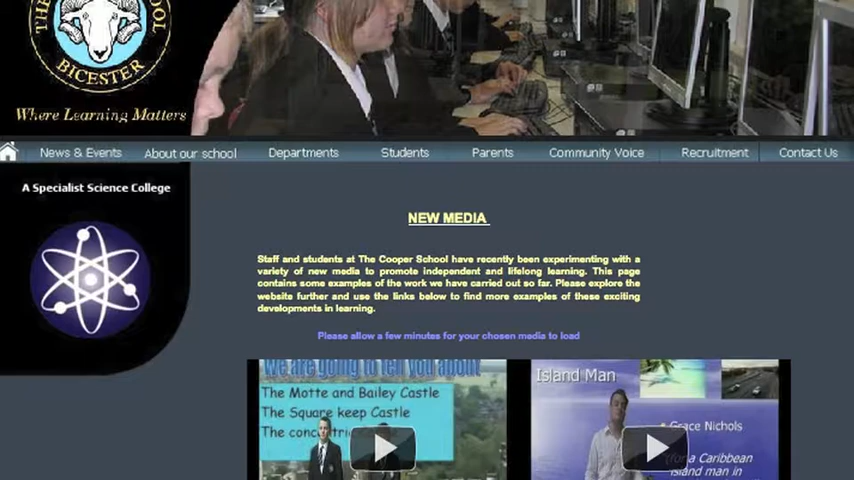 THE
OOL
BICESTER
Where Learning Matters
News & Events About our school Departments Students Parents Community Voice Recruitment Contact Us
A Specialist Science College
NEW MEDIA
Staff and students at The Cooper School have recently been experimenting with a
variety of new media to promote independent and lifelong learning. This page
contains some examples of the work we have carried out so far. Please explore the
website further and use the links below to find more examples of these exciting
developments in learning.
Please allow a few minutes for your chosen media to load
We are going to tell you about
The Motte and Bailey Castle
The Square keep Castle
The
Island Man
Grace Nichols
(for a Caribbean
island man in